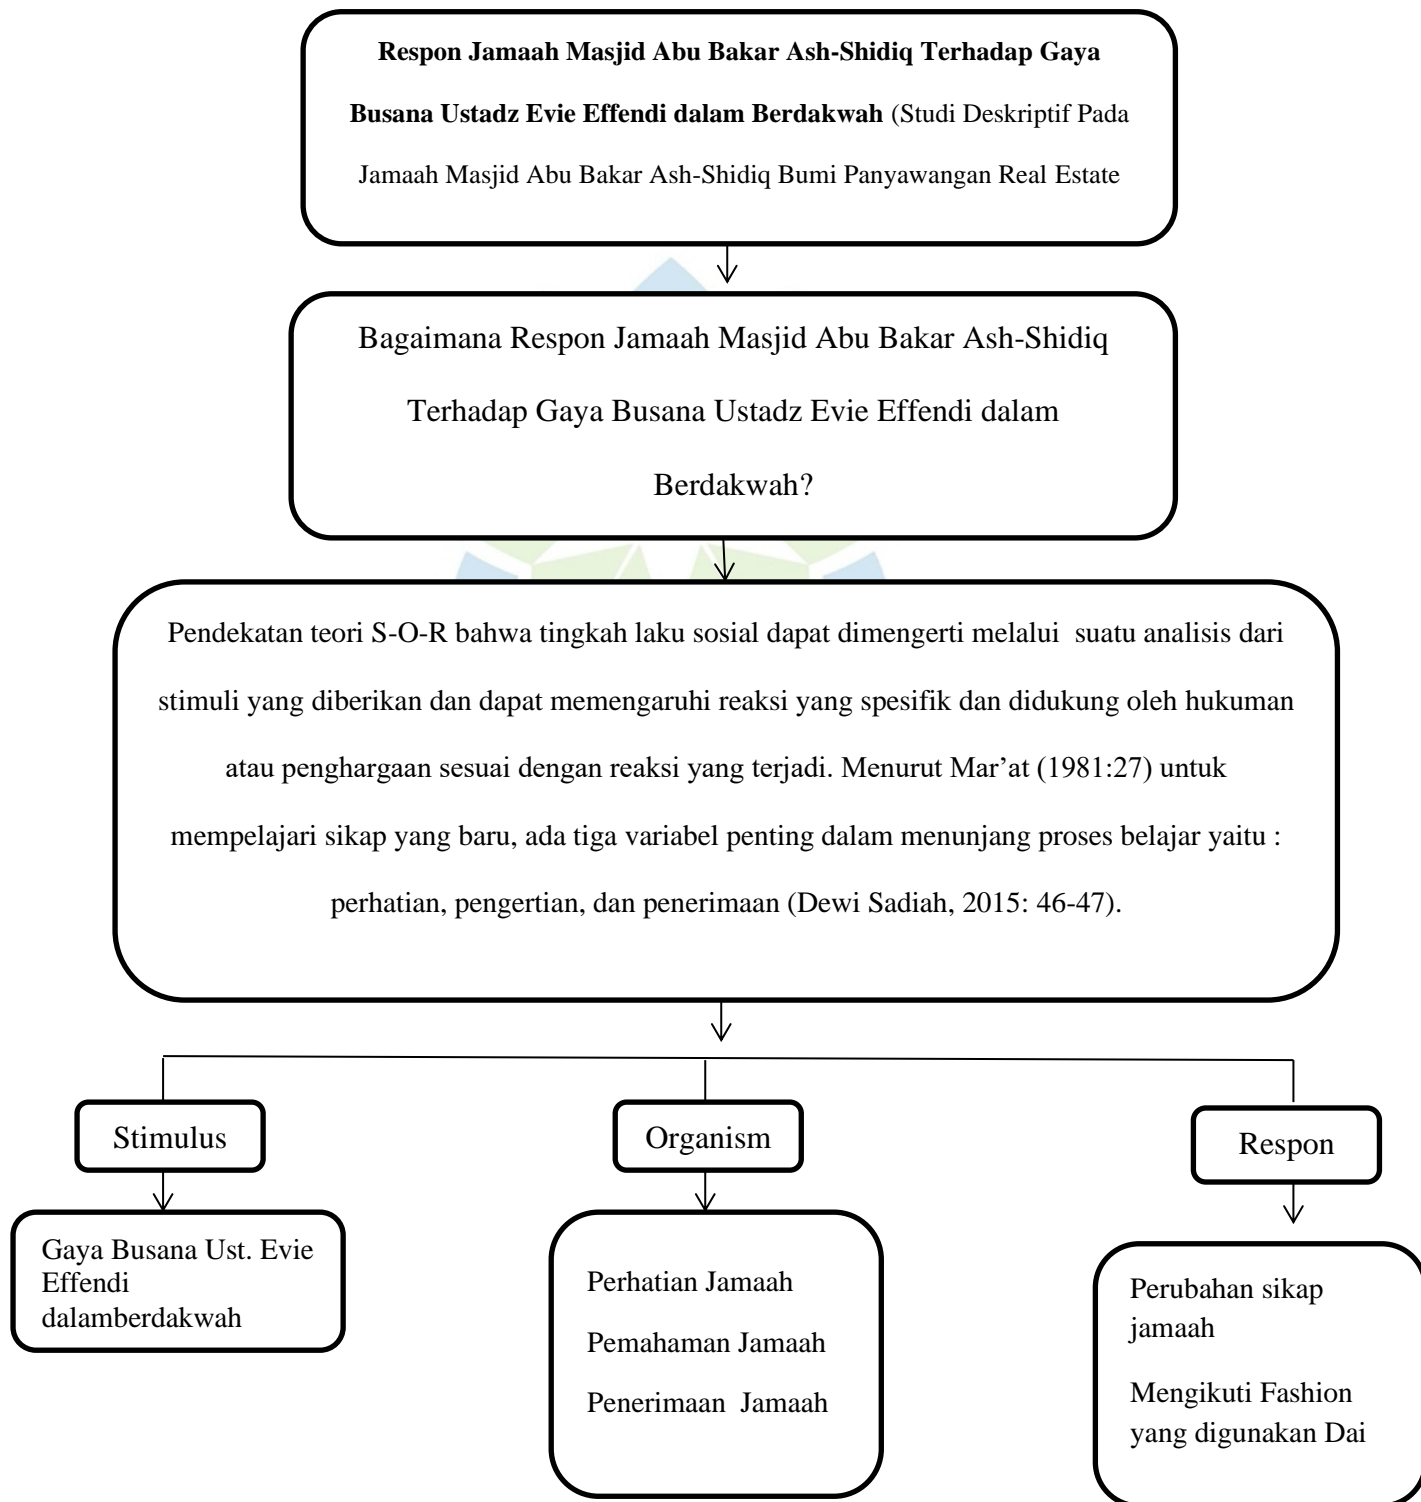 Respon Jamaah Masjid Abu Bakar Ash-Shidiq Terhadap Gaya
Busana Ustadz Evie Effendi dalam Berdakwah (Studi Deskriptif Pada
Jamaah Masjid Abu Bakar Ash-Shidiq Bumi Panyawangan Real Estate
Bagaimana Respon Jamaah Masjid Abu Bakar Ash-Shidiq
Terhadap Gaya Busana Ustadz Evie Effendi dalam
Berdakwah?
Pendekatan teori S-O-R bahwa tingkah laku sosial dapat dimengerti melalui  suatu analisis dari
stimuli yang diberikan dan dapat memengaruhi reaksi yang spesifik dan didukung oleh hukuman
atau penghargaan sesuai dengan reaksi yang terjadi. Menurut Mar’at (1981:27) untuk
mempelajari sikap yang baru, ada tiga variabel penting dalam menunjang proses belajar yaitu :
perhatian, pengertian, dan penerimaan (Dewi Sadiah, 2015: 46-47).
Stimulus
Organism
Respon
Gaya Busana Ust. Evie
Effendi
dalamberdakwah
Perhatian Jamaah
Pemahaman Jamaah
Penerimaan  Jamaah
Perubahan sikap
jamaah
Mengikuti Fashion
yang digunakan Dai